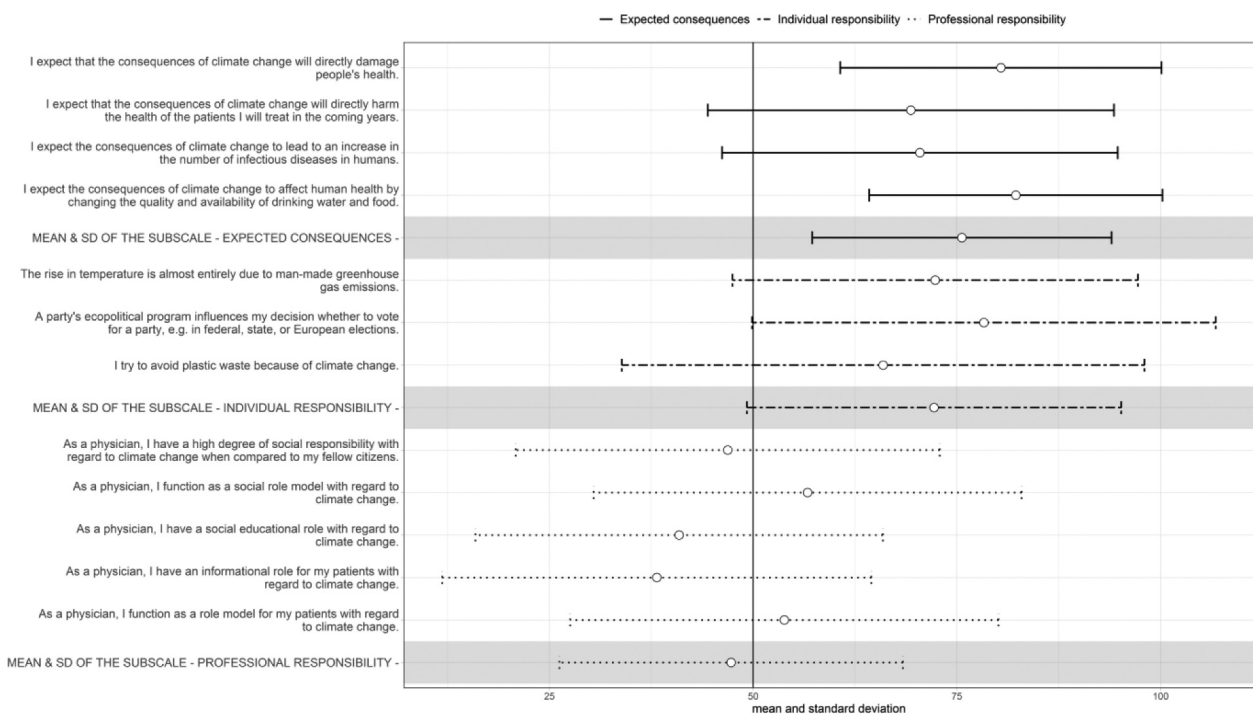 Expected consequences Individual responsibility Professional responsibility
I expect that the consequences of climate change will directly damage
people's health.
I expect that the consequences of climate change will directly harm
the health of the patients I will treat in the coming years.
I expect the consequences of climate change to lead to an increase in
the number of infectious diseases in humans.
I expect the consequences of climate change to affect human health by
changing the quality and availability of drinking water and food.
MEAN & SD OF THE SUBSCALE - EXPECTED CONSEQUENCES -
The rise in temperature is almost entirely due to man-made greenhouse
gas emissions.
A party's ecopolitical program influences my decision whether to vote
for a party, e.g. in federal, state, or European elections.
I try to avoid plastic waste because of climate change.
MEAN & SD OF THE SUBSCALE - INDIVIDUAL RESPONSIBILITY -
As a physician, I have a high degree of social responsibility with
regard to climate change when compared to my fellow citizens.
As a physician, I function as a social role model with regard to
climate change.
As a physician, I have a social educational role with regard to
climate change.
As a physician, I have an informational role for my patients with
regard to climate change.
As a physician, I function as a role model for my patients with regard
to climate change.
MEAN & SD OF THE SUBSCALE - PROFESSIONAL RESPONSIBILITY -
25 50 75 100
mean and standard deviation